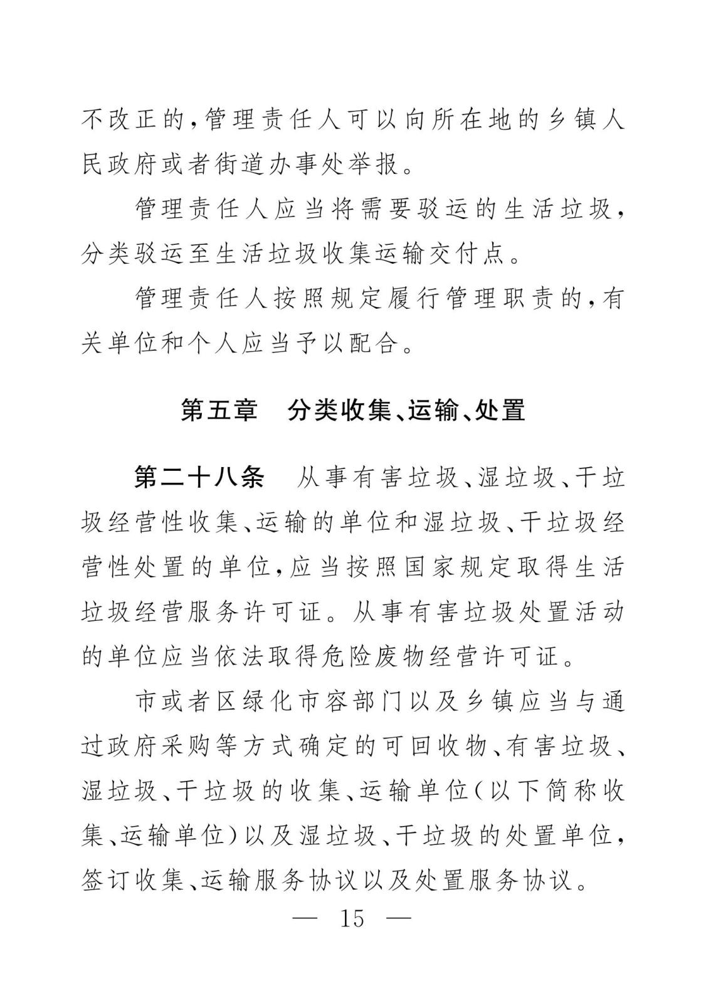 不改正的，管理责任人可以向所在地的乡镇人
民政府或者街道办事处举报。
管理责任人应当将需要驳运的生活垃圾，
分类驳运至生活垃圾收集运输交付点。
管理责任人按照规定履行管理职责的，有
关单位和个人应当予以配合。
第五章　分类收集、运输、处置
第二十八条　从事有害垃圾、湿垃圾、干垃
圾经营性收集、运输的单位和湿垃圾、干垃圾经
营性处置的单位，应当按照国家规定取得生活
垃圾经营服务许可证。从事有害垃圾处置活动
的单位应当依法取得危险废物经营许可证。
市或者区绿化市容部门以及乡镇应当与通
过政府采购等方式确定的可回收物、有害垃圾、
湿垃圾、干垃圾的收集、运输单位（以下简称收
集、运输单位）以及湿垃圾、干垃圾的处置单位，
签订收集、运输服务协议以及处置服务协议。
— 15 —